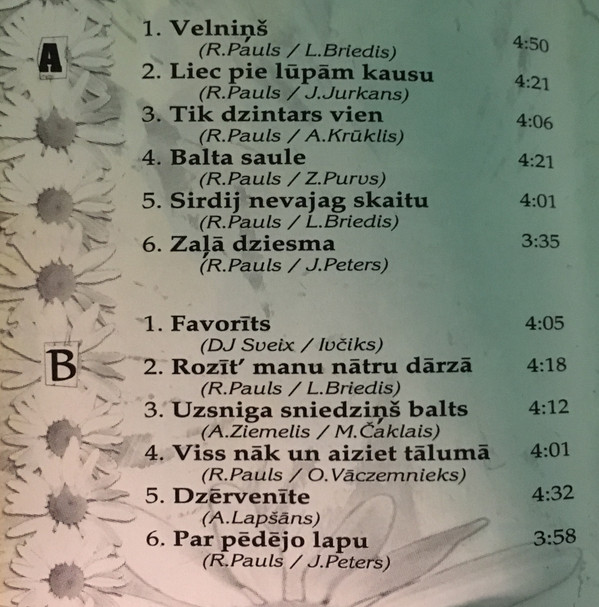 A
1. Velniņš 4:50
(R.Pauls / L.Briedis)
2. Liec pie lūpām kausu 4:21
(R.Pauls / J.Jurkans)
3. Tik dzintars vien 4:06
(R.Pauls / A.Krūklis)
4. Balta saule 4:21
(R.Pauls / Z.Purvs)
5. Sirdij nevajag skaitu 4:01
(R.Pauls / L.Briedis)
6. Zaļā dziesma 3:35
(R.Pauls / J.Peters)
B
1. Favorīts 4:05
(DJ Sveix / Ivčiks)
2. Rozīt' manu nātru dārzā 4:18
(R.Pauls / L.Briedis)
3. Uzsniga sniedziņš balts 4:12
(A.Ziemelis / M.Čaklais)
4. Viss nāk un aiziet tālumā 4:01
(R.Pauls / O.Vāczemnieks)
5. Dzērvenīte 4:32
(A.Lapšāns)
6. Par pēdējo lapu 3:58
(R.Pauls / J.Peters)